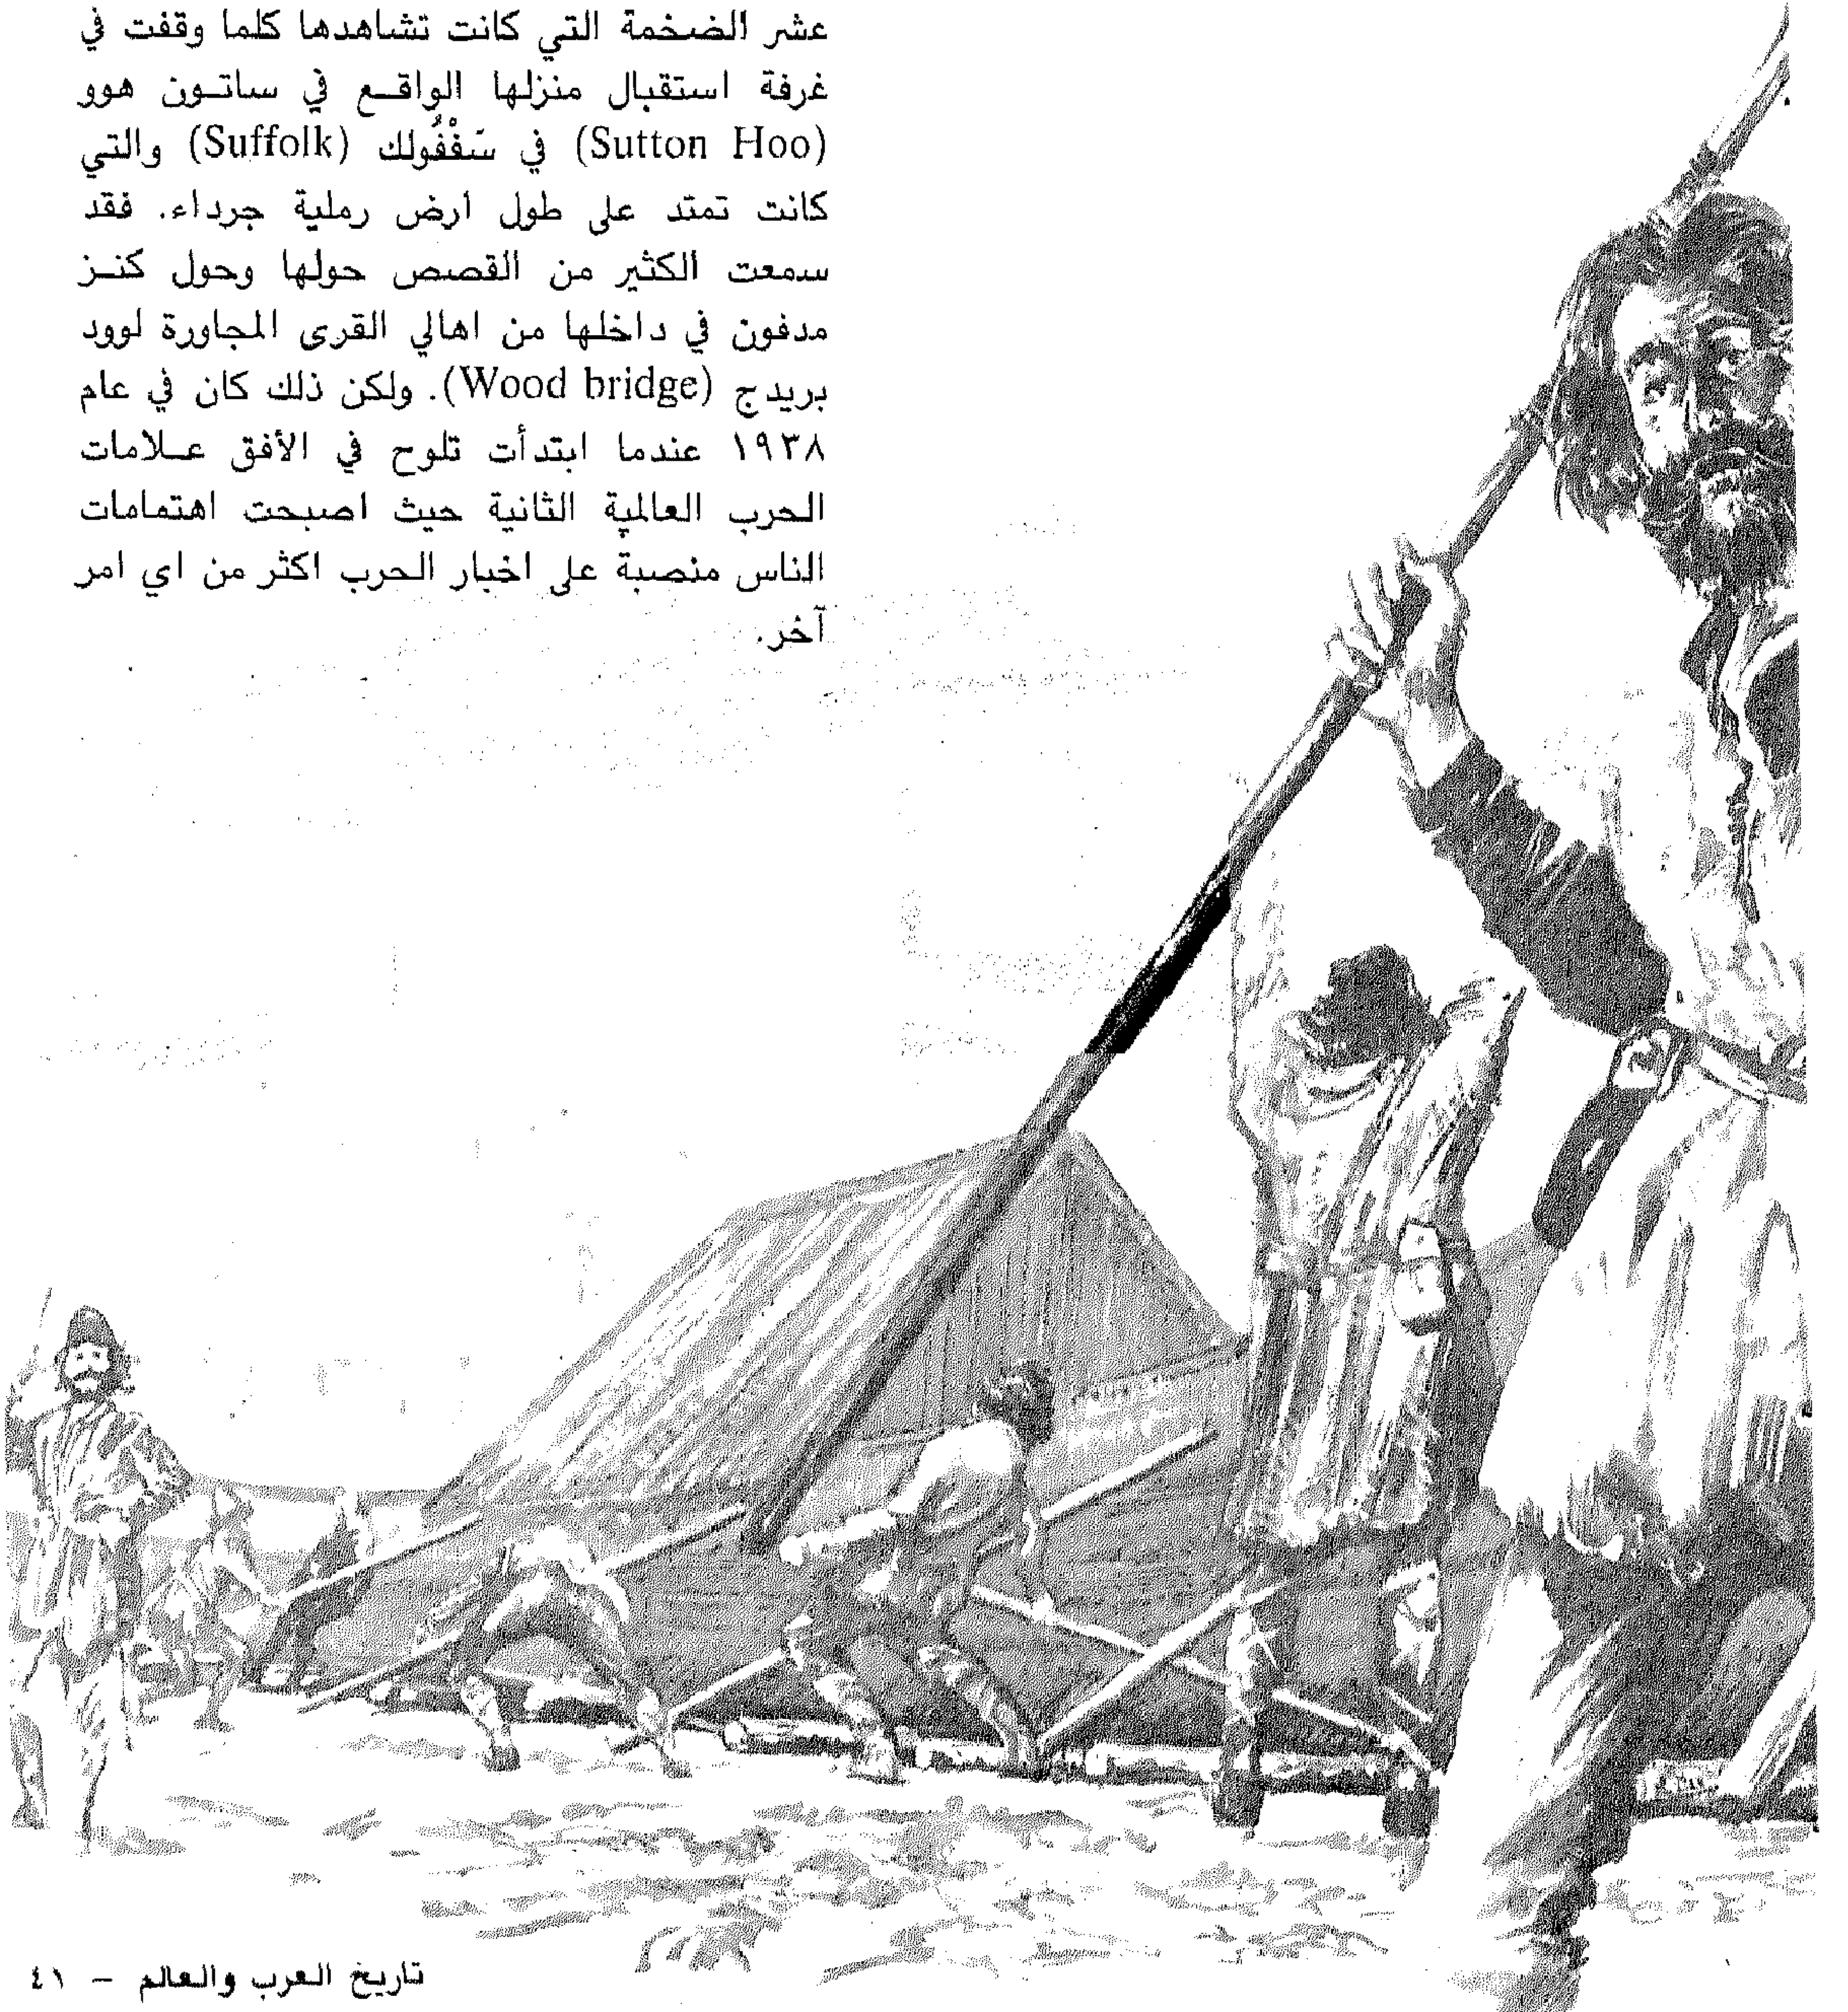 عشر الضخمة التي كانت تشاهدها كلما وقفت في
غرفة استقبال منزلها الواقع في ساتون هوو
(Sutton Hoo) في سَفْفُولك (Suffolk) والتي
كانت تمتد على طول ارض رملية جرداء. فقد
سمعت الكثير من القصص حولها وحول كنز
مدفون في داخلها من اهالي القرى المجاورة لوود
بريدج (Wood bridge). ولكن ذلك كان في عام
١٩٣٨ عندما ابتدأت تلوح في الأفق علامات
الحرب العالمية الثانية حيث اصبحت اهتمامات
الناس منصبة على اخبار الحرب اكثر من اي امر
آخر.
تاريخ العرب والعالم – ٤١